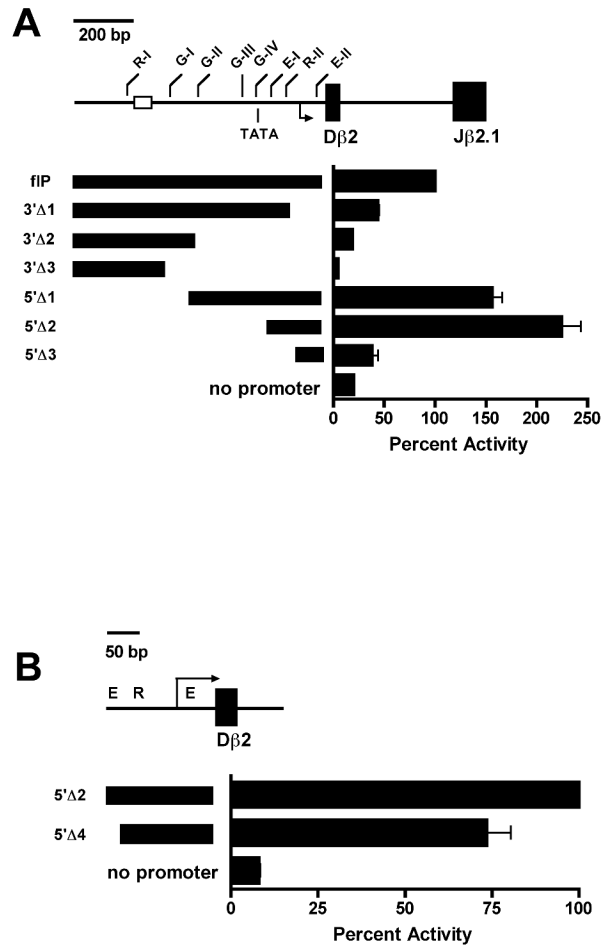 A
200 bp
R-I G-I G-II G-III G-IV E-I R-II E-II
TATA
Dβ2 Jβ2.1
flP
3'Δ1
3'Δ2
3'Δ3
5'Δ1
5'Δ2
5'Δ3
no promoter
0 50 100 150 200 250
Percent Activity
B
50 bp
E R E
Dβ2
5'Δ2
5'Δ4
no promoter
0 25 50 75 100
Percent Activity